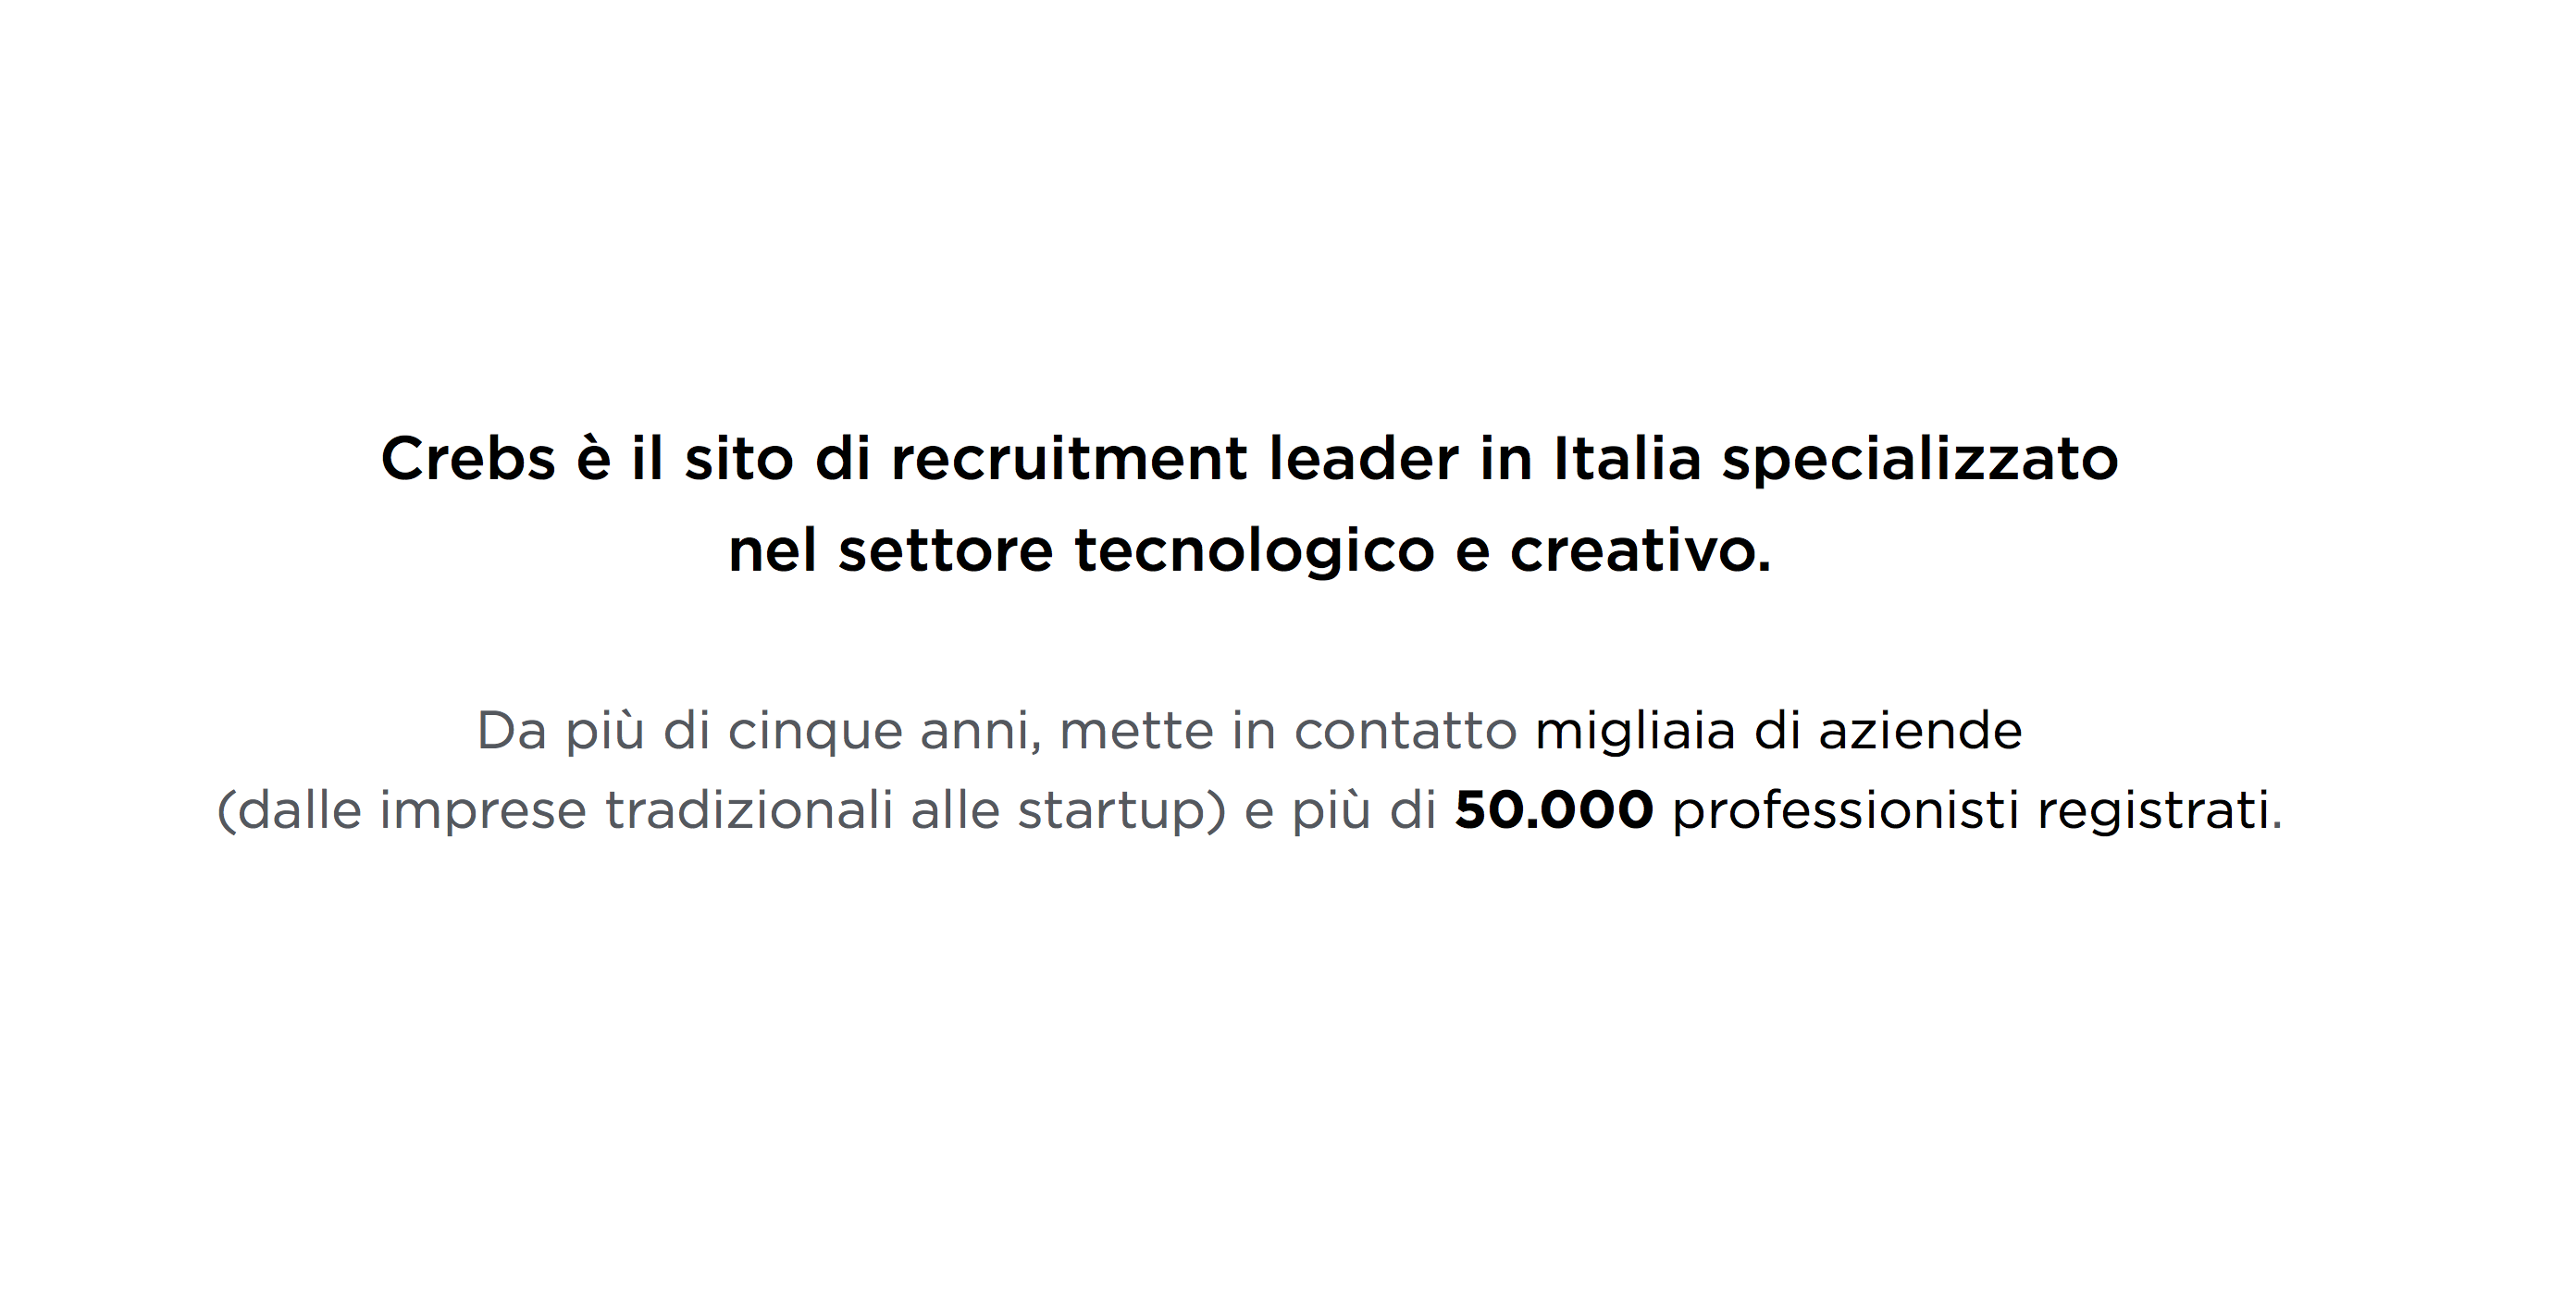 Crebs è il sito di recruitment leader in Italia specializzato
nel settore tecnologico e creativo.
Da più di cinque anni, mette in contatto migliaia di aziende
(dalle imprese tradizionali alle startup) e più di 50.000 professionisti registrati.